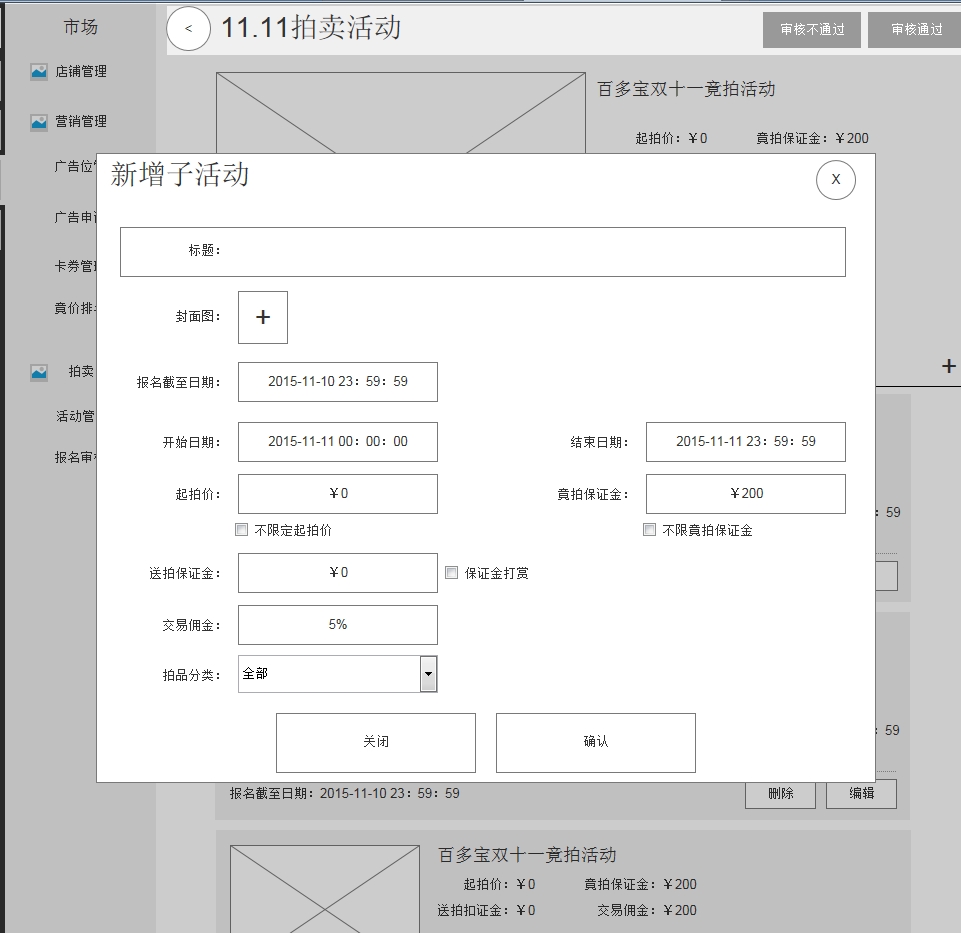 市场
店铺管理
营销管理
广告位
广告申
卡券管
竟价排
拍卖
活动管
报名审
<
11.11拍卖活动
审核不通过
审核通过
百多宝双十一竟拍活动
起拍价：￥0
竟拍保证金：￥200
新增子活动
X
标题：
封面图：
+
报名截至日期：
2015-11-10 23：59：59
开始日期：
2015-11-11 00：00：00
结束日期：
2015-11-11 23：59：59
起拍价：
￥0
竟拍保证金：
￥200
不限定起拍价
不限竟拍保证金
送拍保证金：
￥0
保证金打赏
交易佣金：
5%
拍品分类：
全部
关闭
确认
+
：59
：59
报名截至日期：2015-11-10 23：59：59
删除
编辑
百多宝双十一竟拍活动
起拍价：￥0
竟拍保证金：￥200
送拍扣证金：￥0
交易佣金：￥200